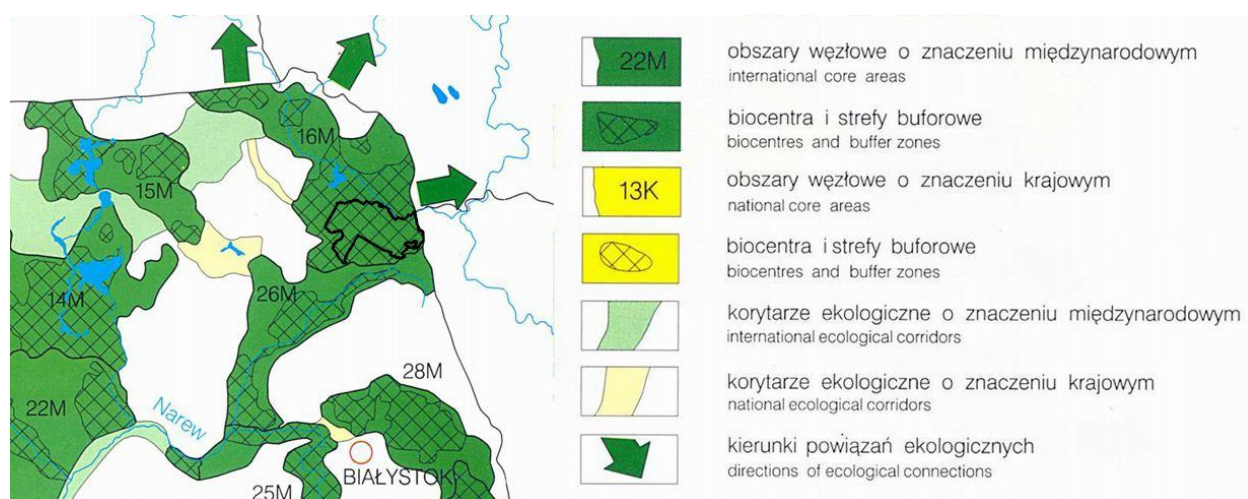 16M
15M
14M
26M
22M
28M
Narew
BIAŁYSTOK
25M
22M
obszary węzłowe o znaczeniu międzynarodowym
international core areas
biocentra i strefy buforowe
biocentres and buffer zones
13K
obszary węzłowe o znaczeniu krajowym
national core areas
biocentra i strefy buforowe
biocentres and buffer zones
korytarze ekologiczne o znaczeniu międzynarodowym
international ecological corridors
korytarze ekologiczne o znaczeniu krajowym
national ecological corridors
kierunki powiązań ekologicznych
directions of ecological connections